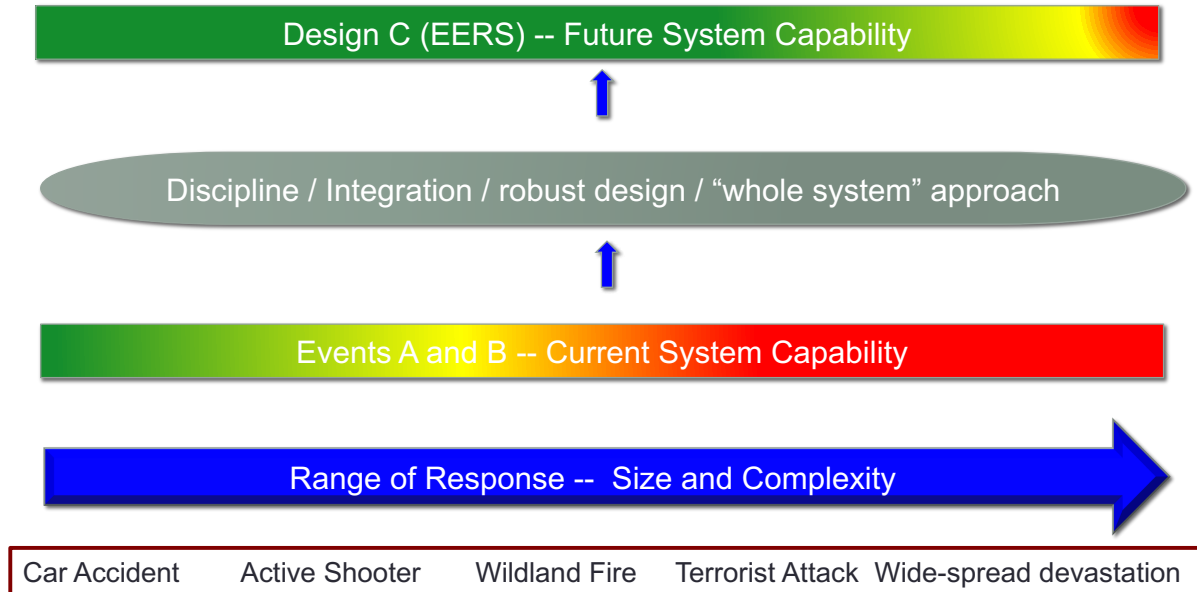 Design C (EERS) -- Future System Capability
Discipline / Integration / robust design / “whole system” approach
Events A and B -- Current System Capability
Range of Response -- Size and Complexity
Car Accident Active Shooter Wildland Fire Terrorist Attack Wide-spread devastation